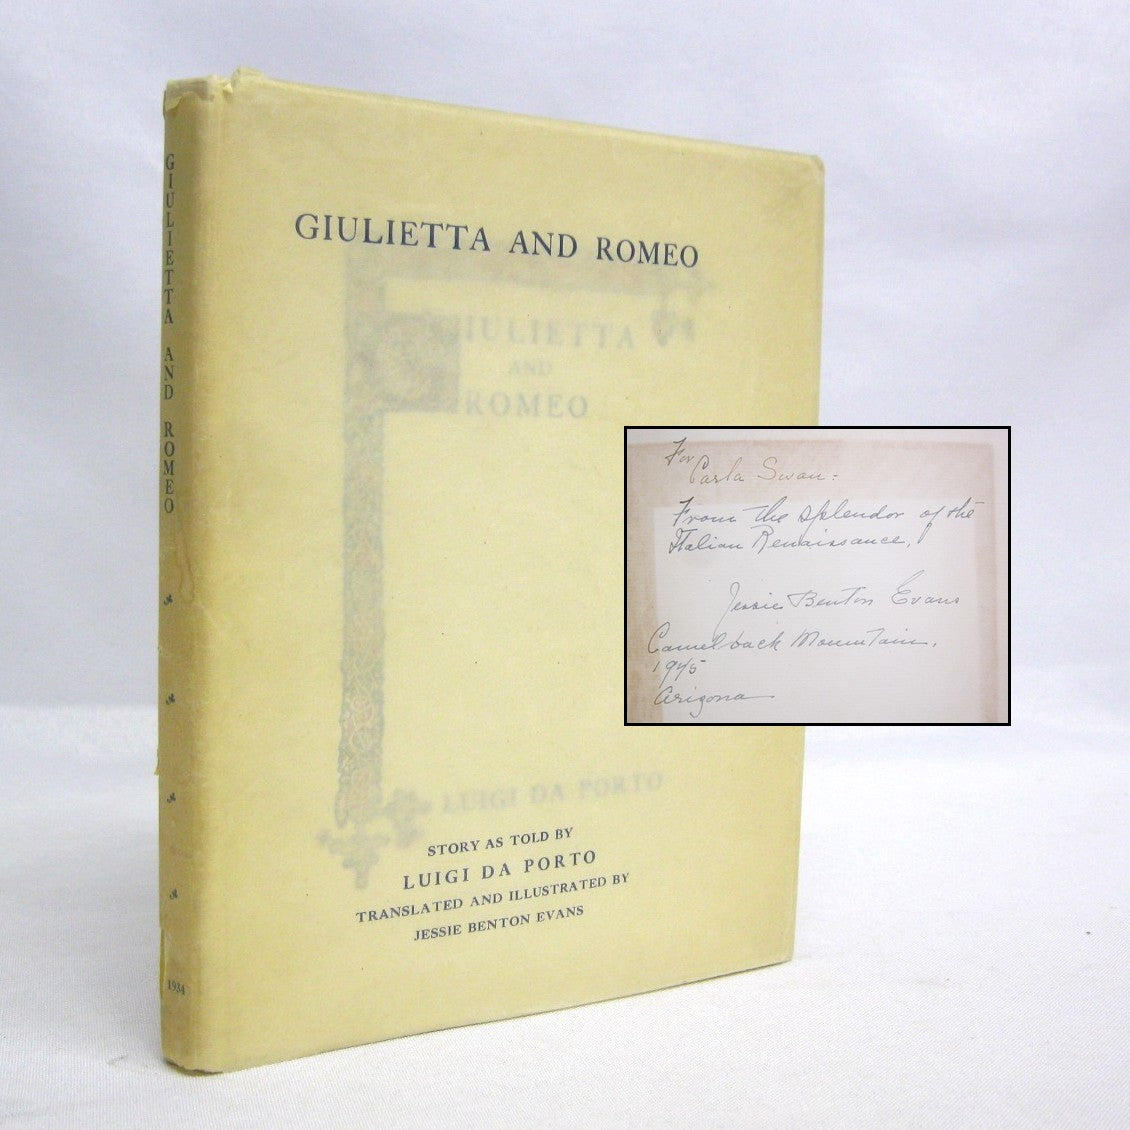 GIULIETTA AND ROMEO
1934
GIULIETTA AND ROMEO
GIULIETTA
AND
ROMEO
LUIGI DA PORTO
STORY AS TOLD BY
LUIGI DA PORTO
TRANSLATED AND ILLUSTRATED BY
JESSIE BENTON EVANS
For
Carla Swan:
From the splendor of the
Italian Renaissance,
Jessie Benton Evans
Camelback Mountain,
1945
Arizona